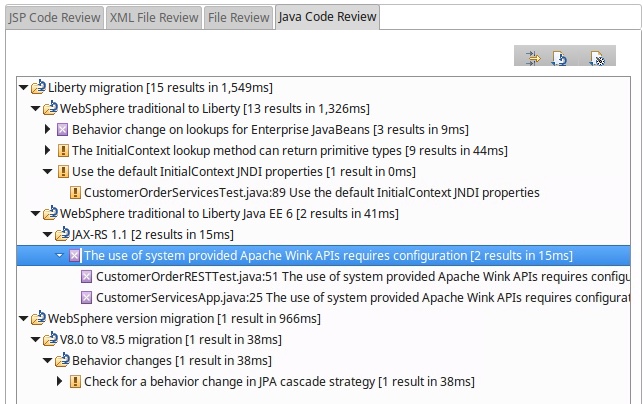 JSP Code Review XML File Review File Review Java Code Review
Liberty migration [15 results in 1,549ms]
WebSphere traditional to Liberty [13 results in 1,326ms]
Behavior change on lookups for Enterprise JavaBeans [3 results in 9ms]
The InitialContext lookup method can return primitive types [9 results in 44ms]
Use the default InitialContext JNDI properties [1 result in 0ms]
CustomerOrderServicesTest.java:89 Use the default InitialContext JNDI properties
WebSphere traditional to Liberty Java EE 6 [2 results in 41ms]
JAX-RS 1.1 [2 results in 15ms]
The use of system provided Apache Wink APIs requires configuration [2 results in 15ms]
CustomerOrderRESTTest.java:51 The use of system provided Apache Wink APIs requires configu
CustomerServicesApp.java:25 The use of system provided Apache Wink APIs requires configurat
WebSphere version migration [1 result in 966ms]
V8.0 to V8.5 migration [1 result in 38ms]
Behavior changes [1 result in 38ms]
Check for a behavior change in JPA cascade strategy [1 result in 38ms]